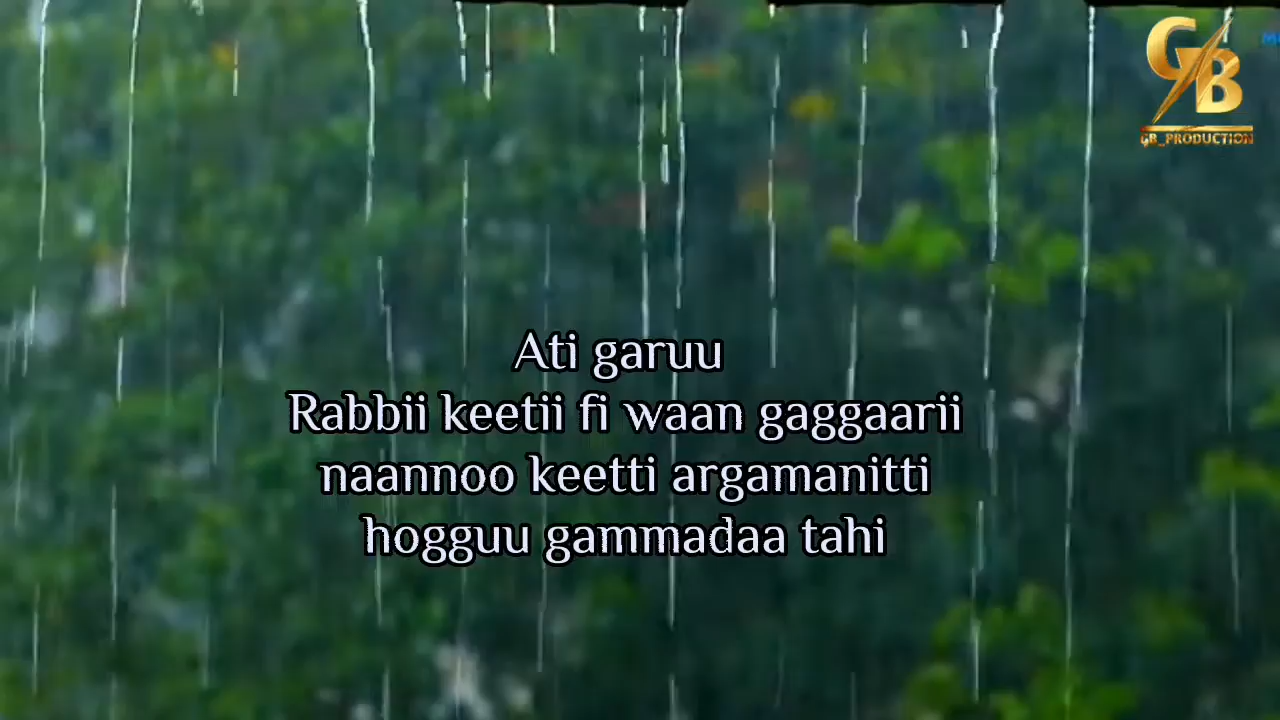 GB
GB_PRODUCTION
Ati garuu
Rabbii keetii fi waan gaggaarii
naannoo keetti argamanitti
hogguu gammadaa tahi